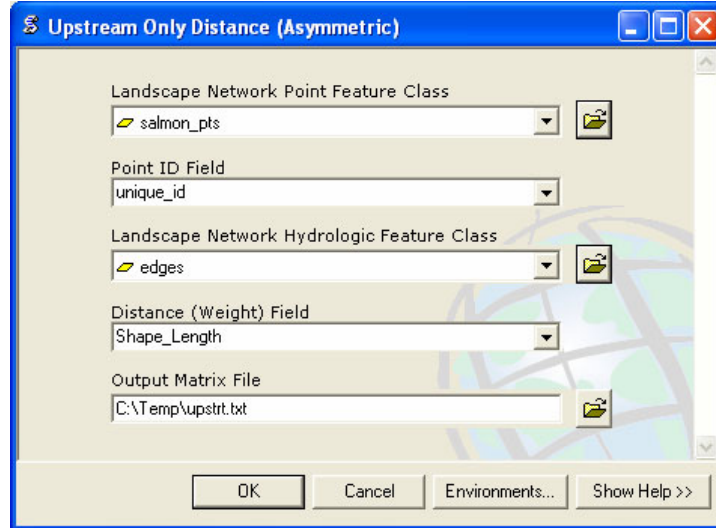 Upstream Only Distance (Asymmetric)
Landscape Network Point Feature Class
salmon_pts
Point ID Field
unique_id
Landscape Network Hydrologic Feature Class
edges
Distance (Weight) Field
Shape_Length
Output Matrix File
C:\Temp\upstrt.txt
OK Cancel Environments... Show Help >>